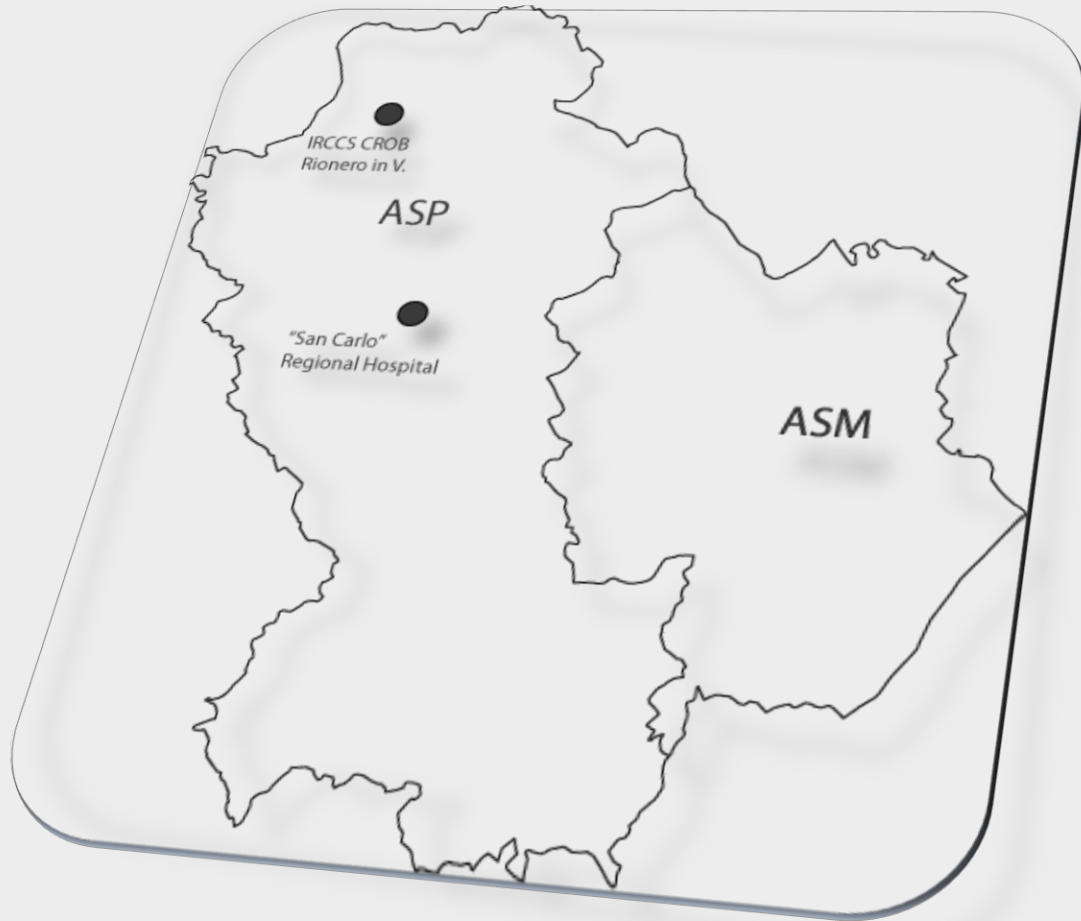 IRCCS CROB
Rionero in V.
ASP
"San Carlo"
Regional Hospital
ASM